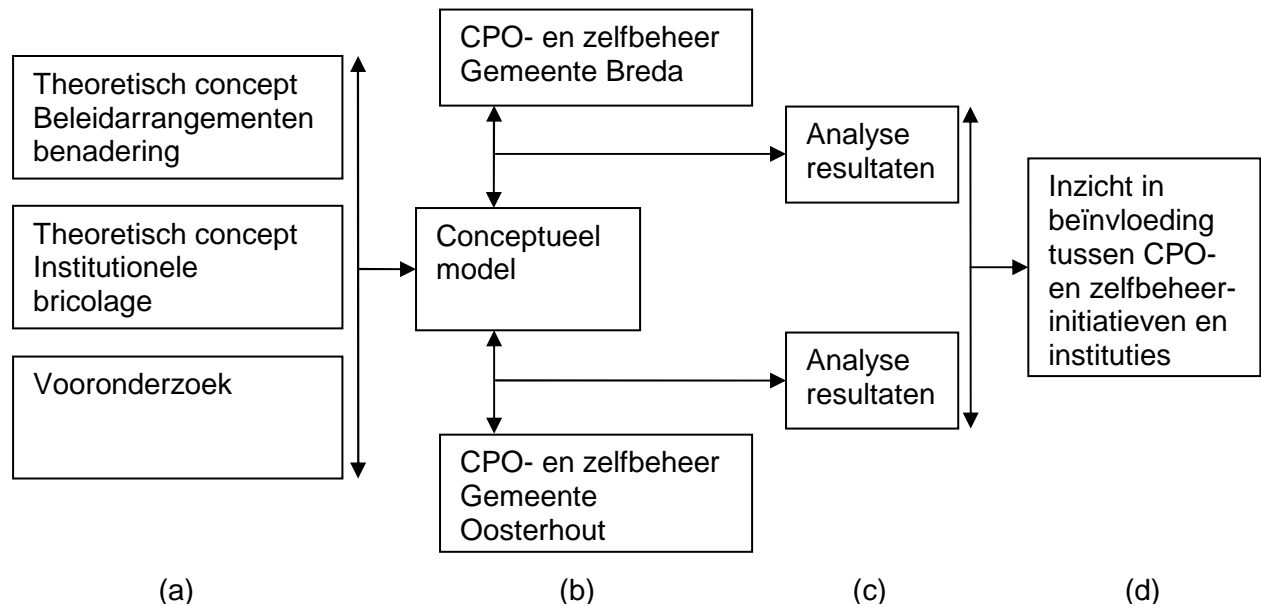 Theoretisch concept
Beleidarrangementen
benadering
Theoretisch concept
Institutionele
bricolage
Vooronderzoek
CPO- en zelfbeheer
Gemeente Breda
Conceptueel
model
CPO- en zelfbeheer
Gemeente
Oosterhout
Analyse
resultaten
Analyse
resultaten
Inzicht in
beïnvloeding
tussen CPO-
en zelfbeheer-
initiatieven en
instituties
(a)
(b)
(c)
(d)